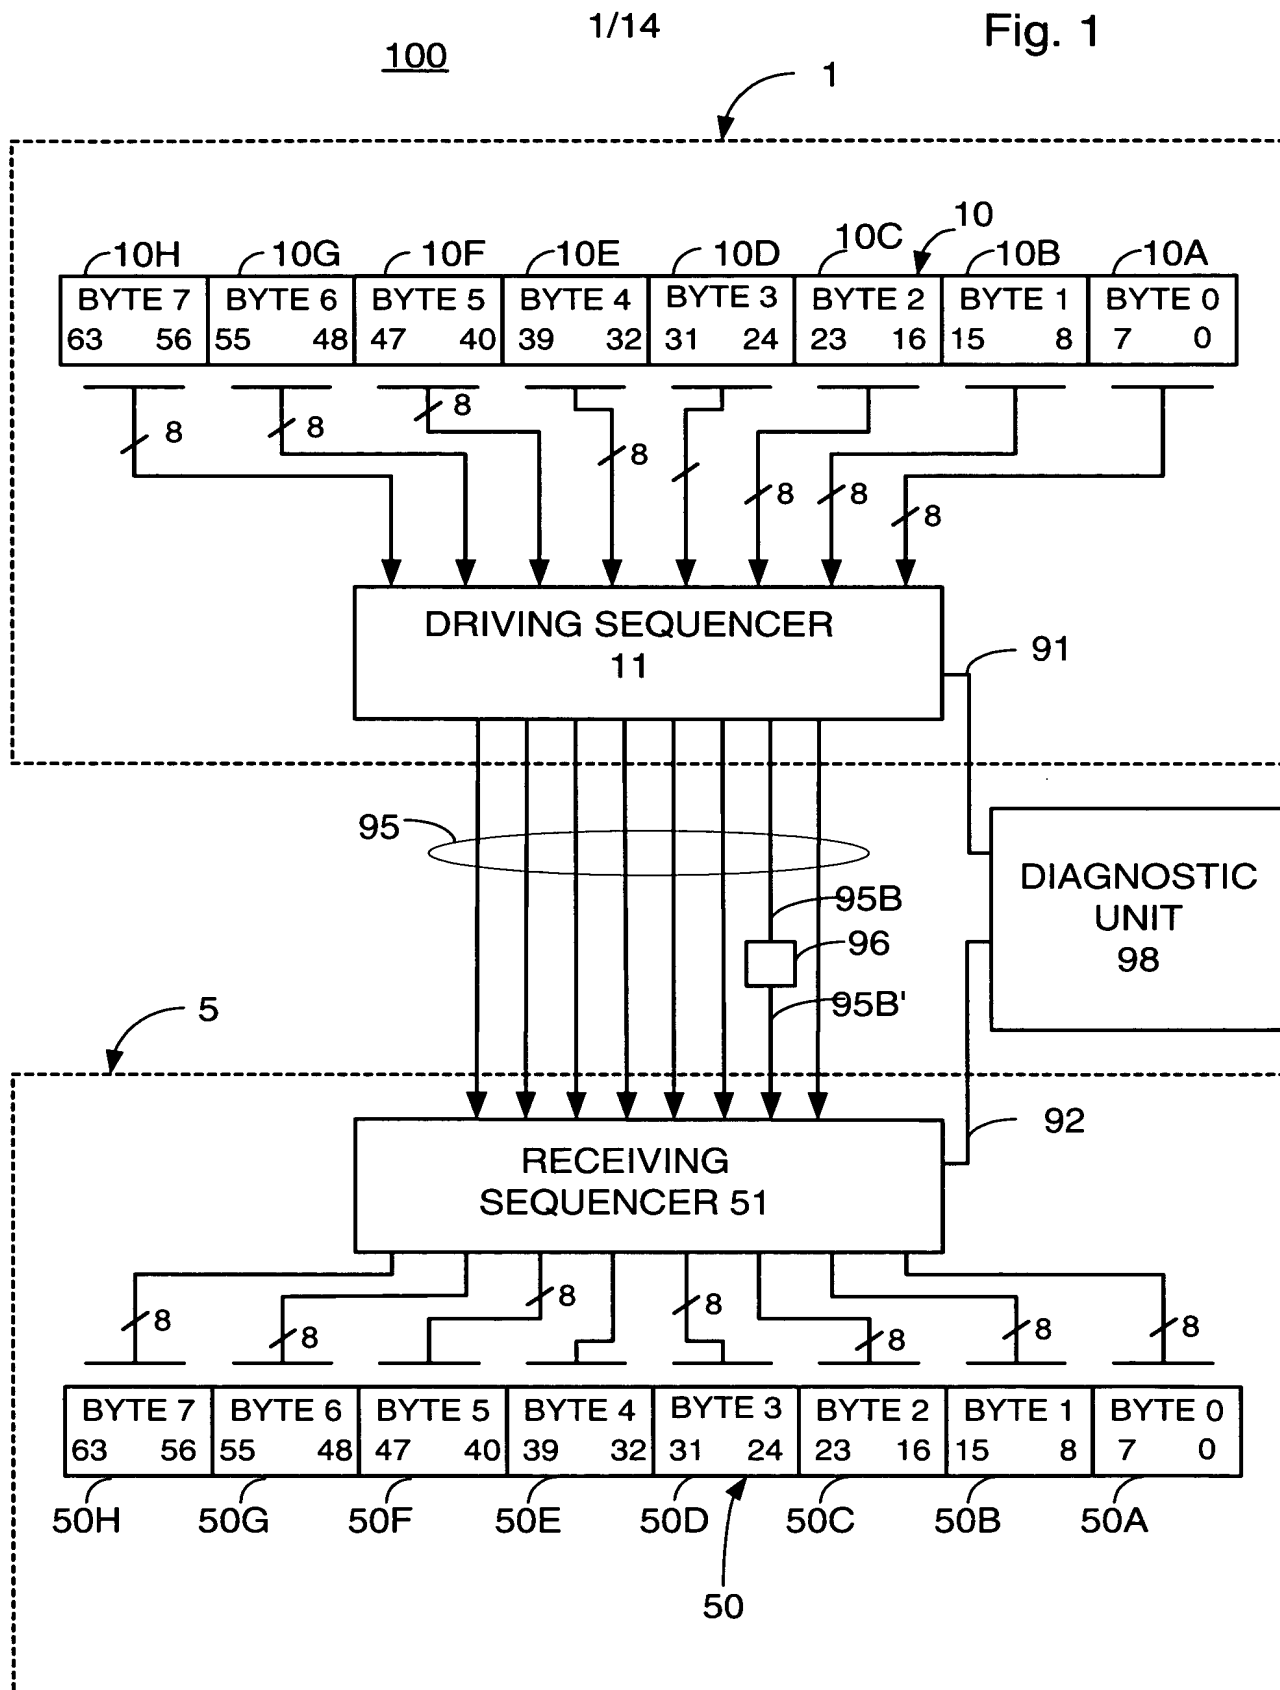 1/14
Fig. 1
100
1
10H 10G 10F 10E 10D 10C 10 10B 10A
BYTE 7 BYTE 6 BYTE 5 BYTE 4 BYTE 3 BYTE 2 BYTE 1 BYTE 0
63 56 55 48 47 40 39 32 31 24 23 16 15 8 7 0
8 8 8 8 8 8 8
DRIVING SEQUENCER
11
91
95
95B
96
95B'
DIAGNOSTIC
UNIT
98
5
92
RECEIVING
SEQUENCER 51
8 8 8 8 8 8 8
BYTE 7 BYTE 6 BYTE 5 BYTE 4 BYTE 3 BYTE 2 BYTE 1 BYTE 0
63 56 55 48 47 40 39 32 31 24 23 16 15 8 7 0
50H 50G 50F 50E 50D 50C 50B 50A
50